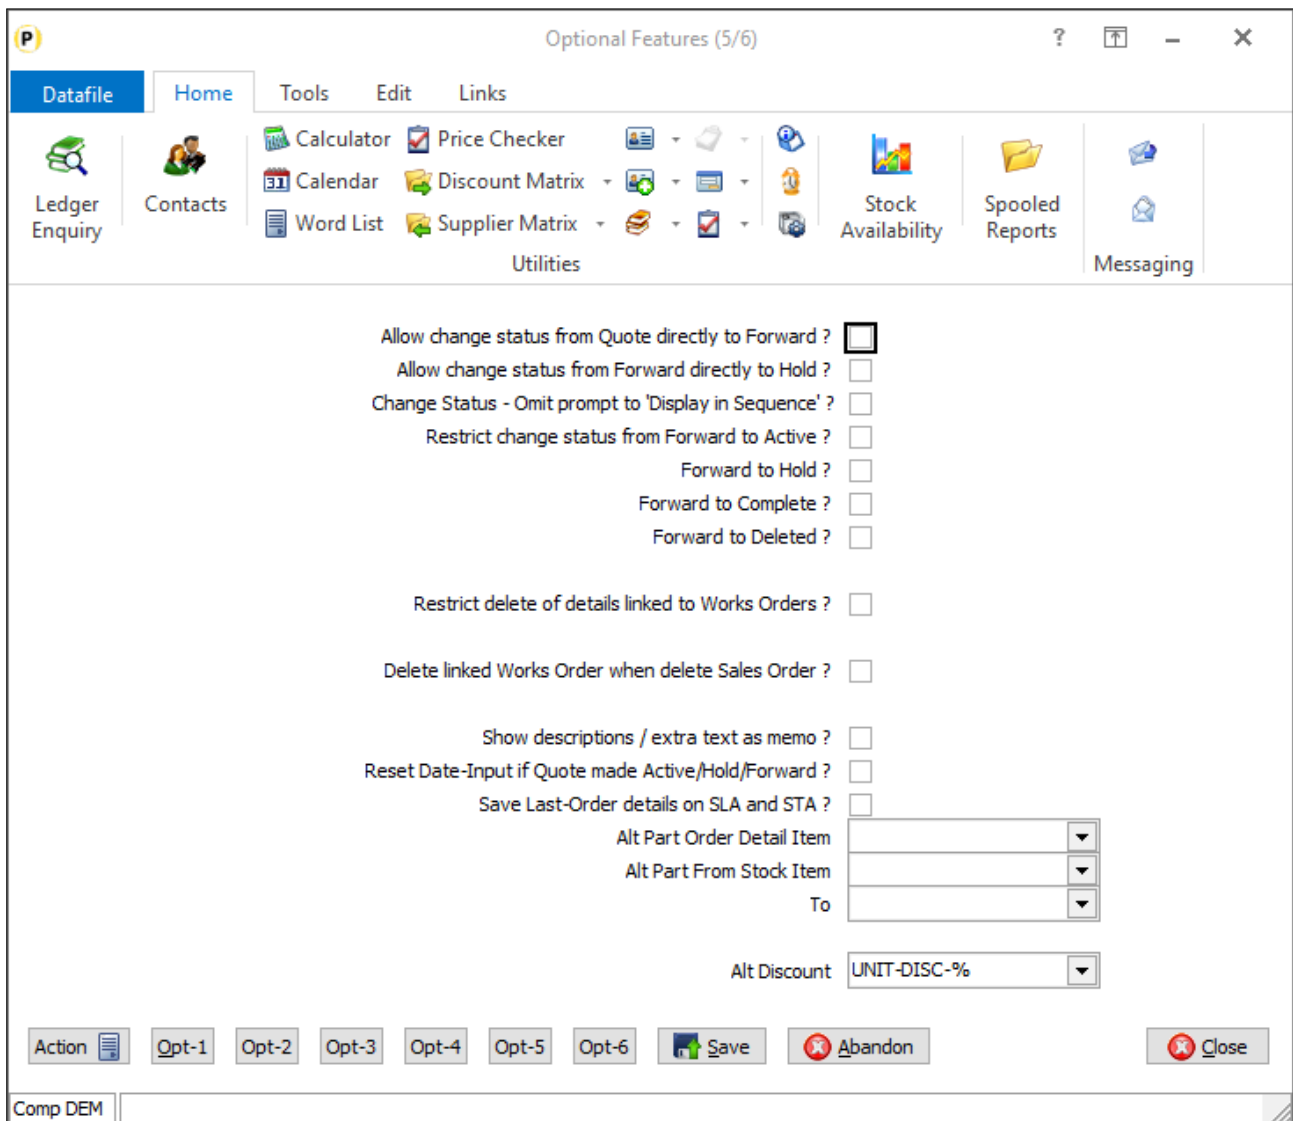 P Optional Features (5/6) ?
Datafile Home Tools Edit Links
Calculator Price Checker
31 Calendar Discount Matrix
Word List Supplier Matrix
Ledger
Enquiry
Contacts
Stock
Availability
Spooled
Reports
Utilities
Messaging
Allow change status from Quote directly to Forward ?
Allow change status from Forward directly to Hold ?
Change Status - Omit prompt to 'Display in Sequence' ?
Restrict change status from Forward to Active ?
Forward to Hold ?
Forward to Complete ?
Forward to Deleted ?
Restrict delete of details linked to Works Orders ?
Delete linked Works Order when delete Sales Order ?
Show descriptions / extra text as memo ?
Reset Date-Input if Quote made Active/Hold/Forward ?
Save Last-Order details on SLA and STA ?
Alt Part Order Detail Item
Alt Part From Stock Item
To
Alt Discount UNIT-DISC-%
Action Opt-1 Opt-2 Opt-3 Opt-4 Opt-5 Opt-6 Save Abandon Close
Comp DEM